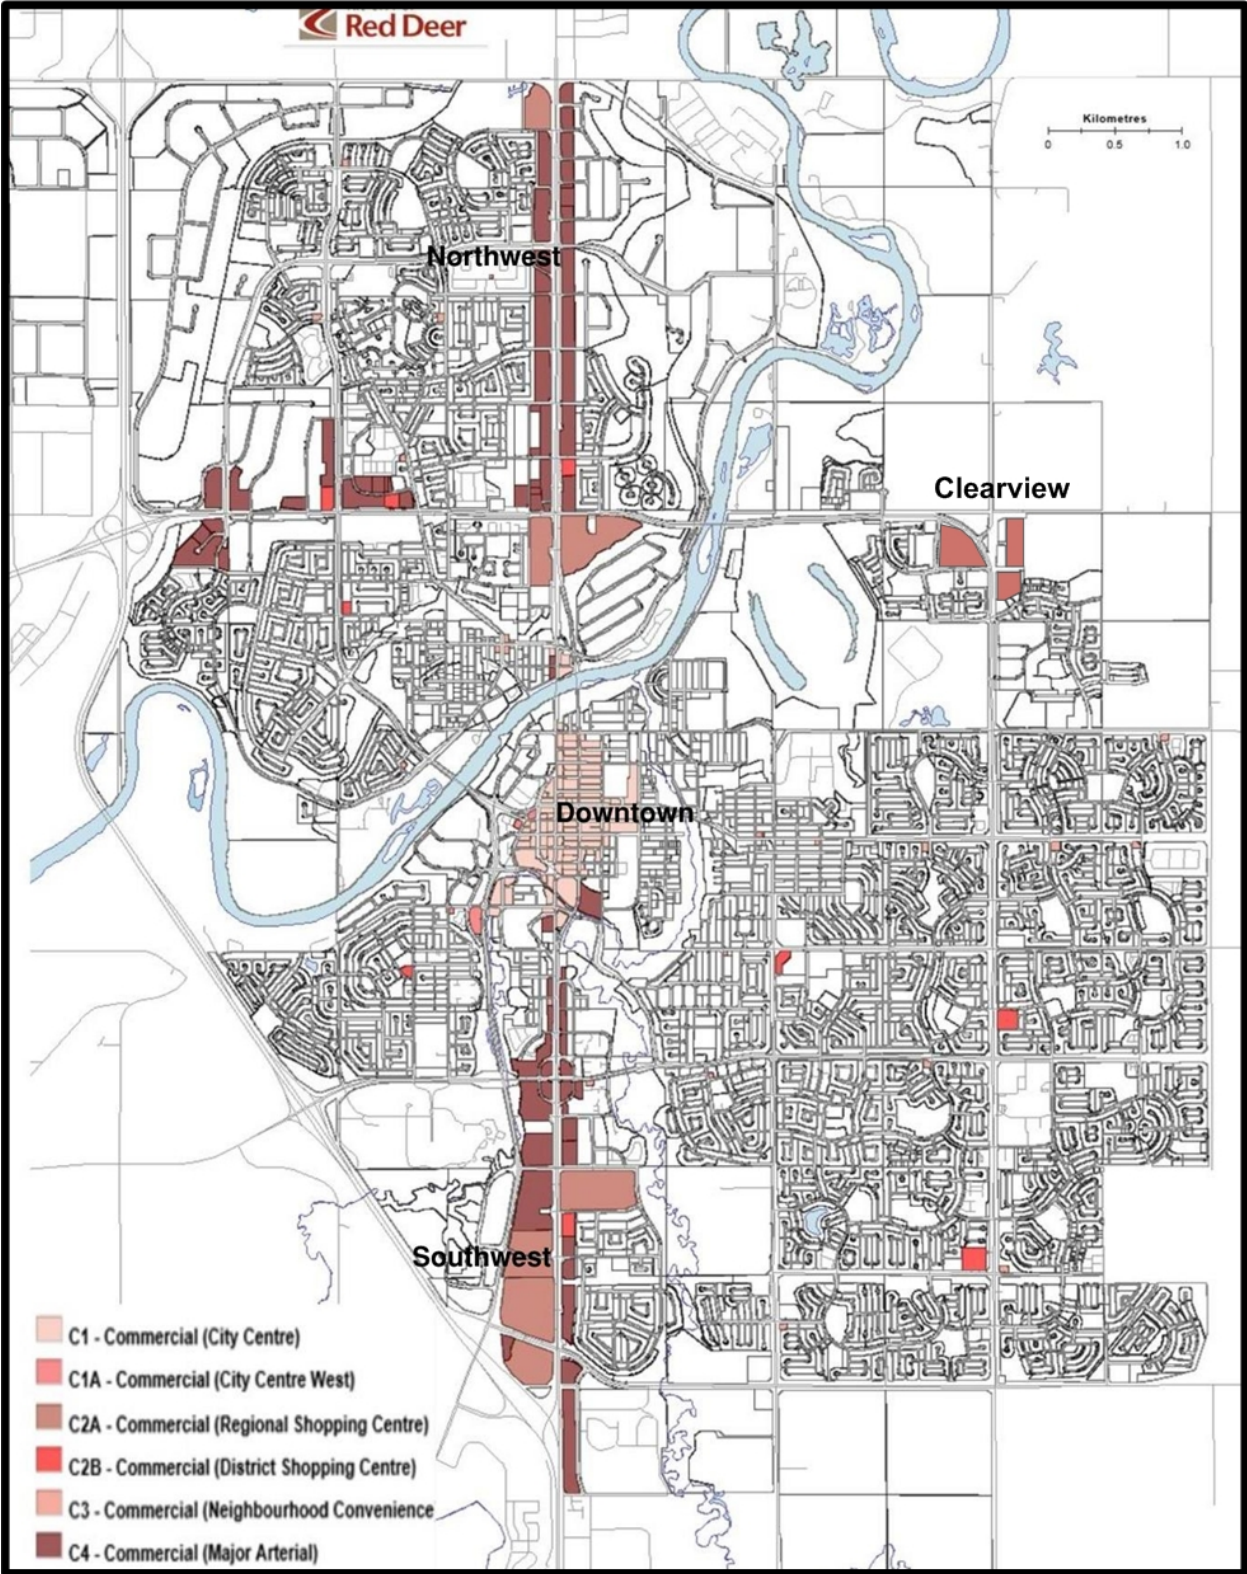 Red Deer
Kilometres
0 0.5 1.0
Northwest
Clearview
Downtown
Southwest
C1 - Commercial (City Centre)
C1A - Commercial (City Centre West)
C2A - Commercial (Regional Shopping Centre)
C2B - Commercial (District Shopping Centre)
C3 - Commercial (Neighbourhood Convenience
C4 - Commercial (Major Arterial)